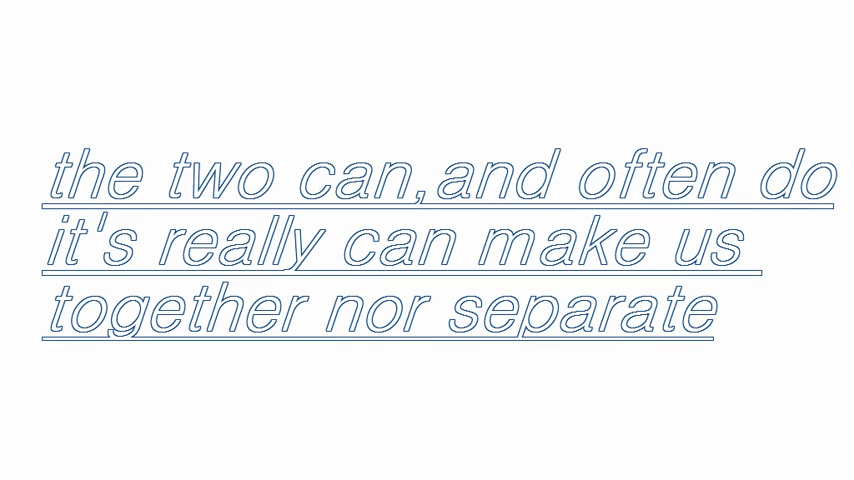 the two can,and often do
it's really can make us
together nor separate